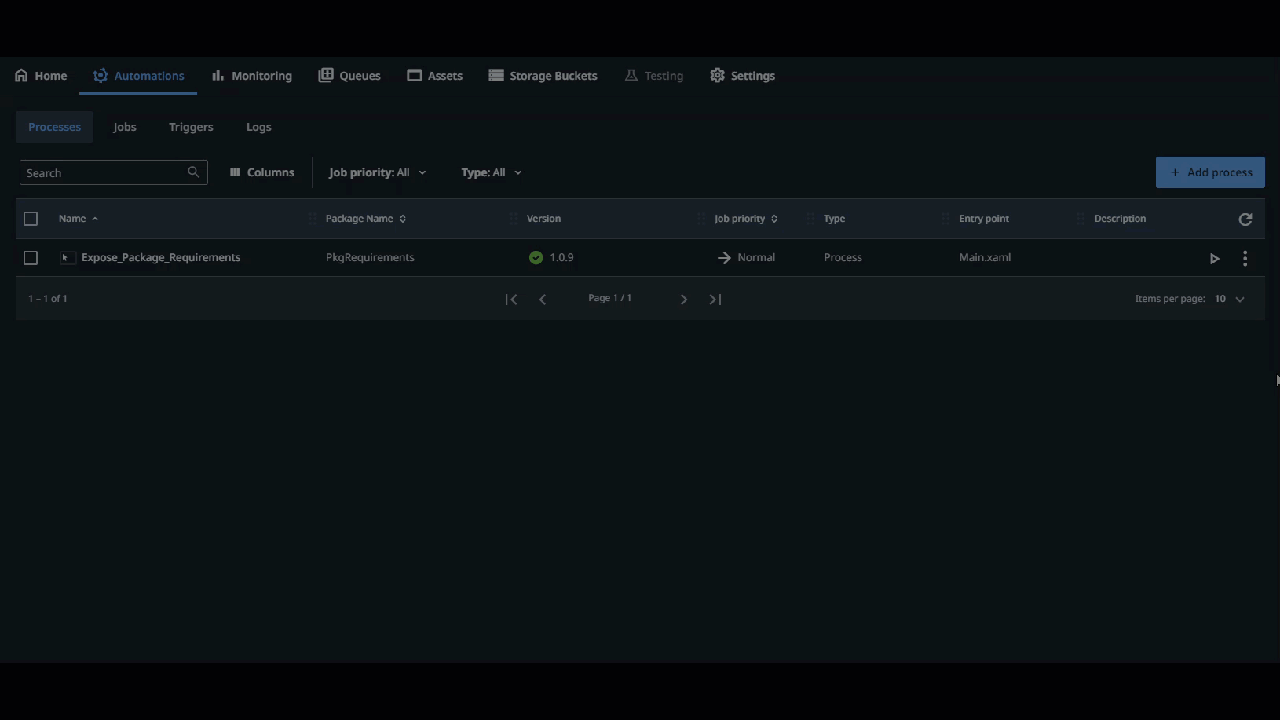 Home Automations Monitoring Queues Assets Storage Buckets Testing Settings
Processes Jobs Triggers Logs
Search Columns Job priority: All Type: All + Add process
Name Package Name Version Job priority Type Entry point Description
Expose_Package_Requirements PkgRequirements 1.0.9 Normal Process Main.xaml
1 – 1 of 1 Page 1 / 1 Items per page: 10